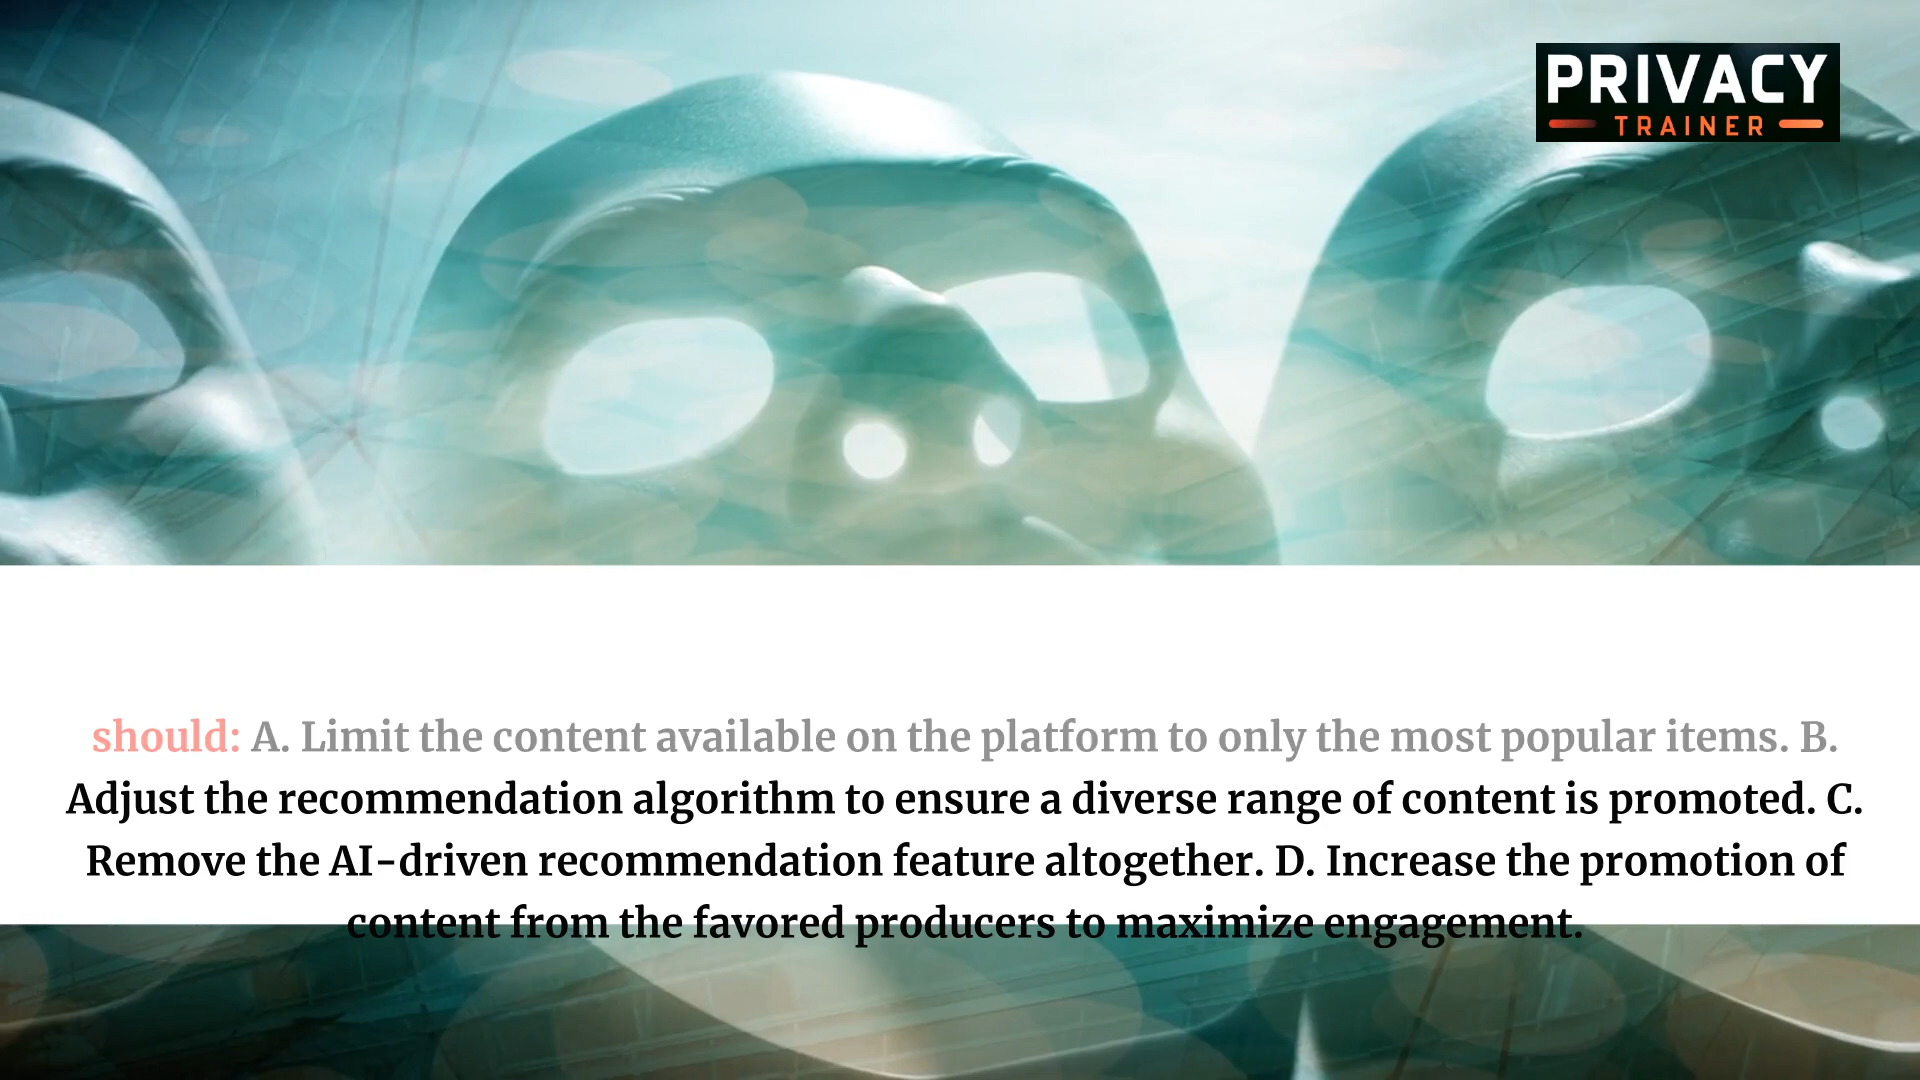 PRIVACY
TRAINER
should: A. Limit the content available on the platform to only the most popular items. B.
Adjust the recommendation algorithm to ensure a diverse range of content is promoted. C.
Remove the AI-driven recommendation feature altogether. D. Increase the promotion of
content from the favored producers to maximize engagement.